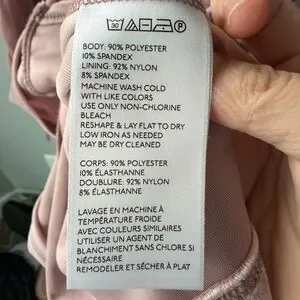 30 P
BODY: 90% POLYESTER
10% SPANDEX
LINING: 92% NYLON
8% SPANDEX
MACHINE WASH COLD
WITH LIKE COLORS
USE ONLY NON-CHLORINE
BLEACH
RESHAPE & LAY FLAT TO DRY
LOW IRON AS NEEDED
MAY BE DRY CLEANED
CORPS: 90% POLYESTER
10% ÉLASTHANNE
DOUBLURE: 92% NYLON
8% ÉLASTHANNE
LAVAGE EN MACHINE À
TEMPÉRATURE FROIDE
AVEC COULEURS SIMILAIRES
UTILISER UN AGENT DE
BLANCHIMENT SANS CHLORE SI
NÉCESSAIRE
REMODELER ET SÉCHER À PLAT